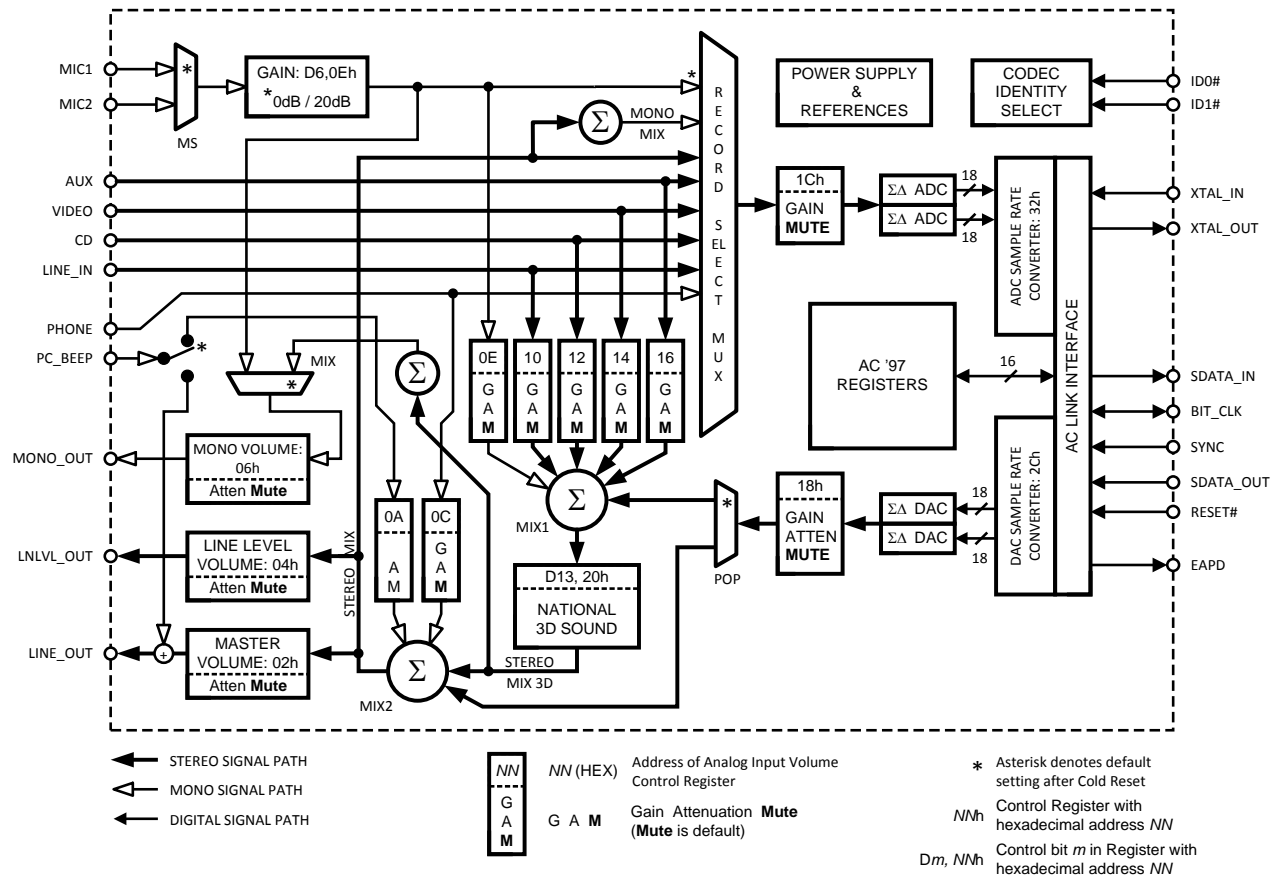 MIC1
MIC2
*
MS
GAIN: D6,0Eh
*0dB / 20dB
*
Σ
MONO
MIX
RECORD SELECT MUX
POWER SUPPLY
&
REFERENCES
CODEC
IDENTITY
SELECT
ID0#
ID1#
AUX
VIDEO
CD
LINE_IN
PHONE
PC_BEEP
*
MIX
*
Σ
1Ch
GAIN
MUTE
ΣΔ ADC
ΣΔ ADC
18
18
ADC SAMPLE RATE
CONVERTER: 32h
AC LINK INTERFACE
XTAL_IN
XTAL_OUT
0E
G
A
M
10
G
A
M
12
G
A
M
14
G
A
M
16
G
A
M
AC '97
REGISTERS
16
SDATA_IN
BIT_CLK
SYNC
SDATA_OUT
RESET#
EAPD
MONO_OUT
MONO VOLUME:
06h
Atten Mute
LNLVL_OUT
LINE LEVEL
VOLUME: 04h
Atten Mute
LINE_OUT
+
MASTER
VOLUME: 02h
Atten Mute
STEREO MIX
0A
A
M
0C
G
A
M
Σ
MIX1
Σ
MIX2
D13, 20h
NATIONAL
3D SOUND
STEREO
MIX 3D
*
POP
18h
GAIN
ATTEN
MUTE
ΣΔ DAC
ΣΔ DAC
18
18
DAC SAMPLE RATE
CONVERTER: 2Ch
STEREO SIGNAL PATH
MONO SIGNAL PATH
DIGITAL SIGNAL PATH
NN
G
A
M
NN (HEX)
Address of Analog Input Volume
Control Register
G A M
Gain Attenuation Mute
(Mute is default)
* Asterisk denotes default
setting after Cold Reset
NNh
Control Register with
hexadecimal address NN
Dm, NNh
Control bit m in Register with
hexadecimal address NN